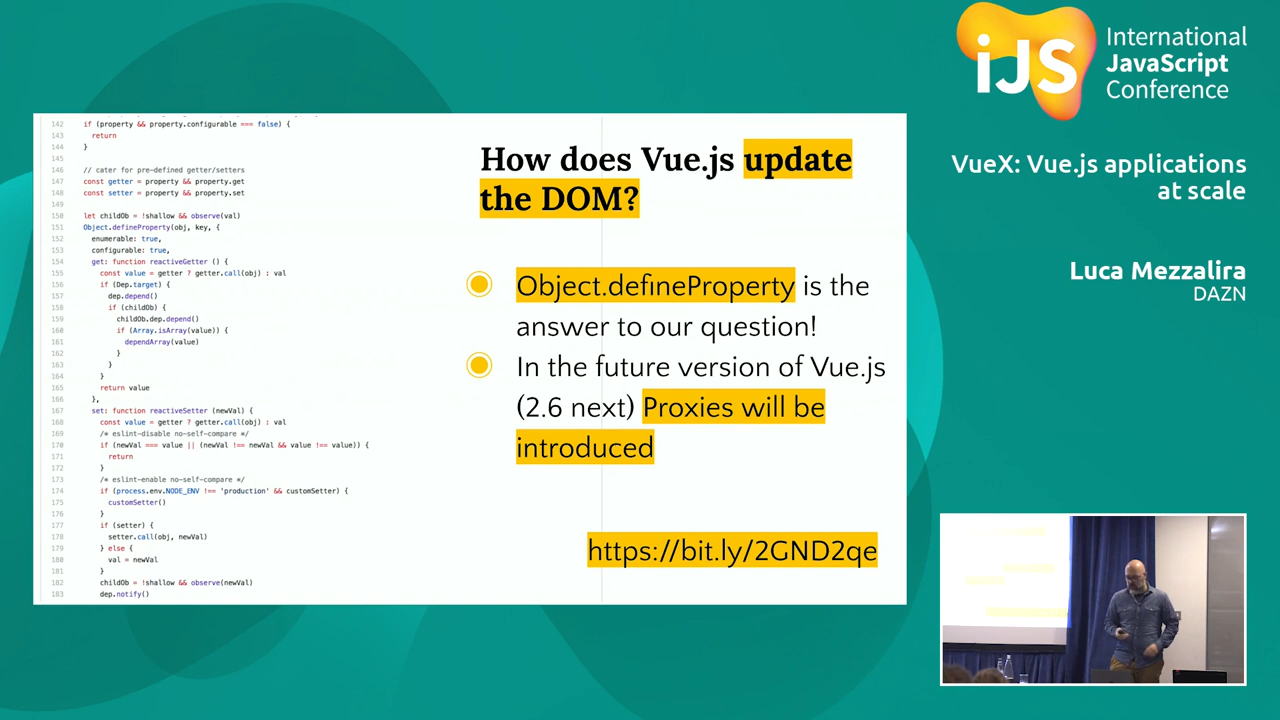 iJS
International
JavaScript
Conference
VueX: Vue.js applications
at scale
Luca Mezzalira
DAZN
142 if (property && property.configurable === false) {
143 return
144 }
145
146 // cater for pre-defined getter/setters
147 const getter = property && property.get
148 const setter = property && property.set
149
150 let childOb = !shallow && observe(val)
151 Object.defineProperty(obj, key, {
152 enumerable: true,
153 configurable: true,
154 get: function reactiveGetter () {
155 const value = getter ? getter.call(obj) : val
156 if (Dep.target) {
157 dep.depend()
158 if (childOb) {
159 childOb.dep.depend()
160 if (Array.isArray(value)) {
161 dependArray(value)
162 }
163 }
164 }
165 return value
166 },
167 set: function reactiveSetter (newVal) {
168 const value = getter ? getter.call(obj) : val
169 /* eslint-disable no-self-compare */
170 if (newVal === value || (newVal !== newVal && value !== value)) {
171 return
172 }
173 /* eslint-enable no-self-compare */
174 if (process.env.NODE_ENV !== 'production' && customSetter) {
175 customSetter()
176 }
177 if (setter) {
178 setter.call(obj, newVal)
179 } else {
180 val = newVal
181 }
182 childOb = !shallow && observe(newVal)
183 dep.notify()
How does Vue.js update
the DOM?
Object.defineProperty is the
answer to our question!
In the future version of Vue.js
(2.6 next) Proxies will be
introduced
https://bit.ly/2GND2qe